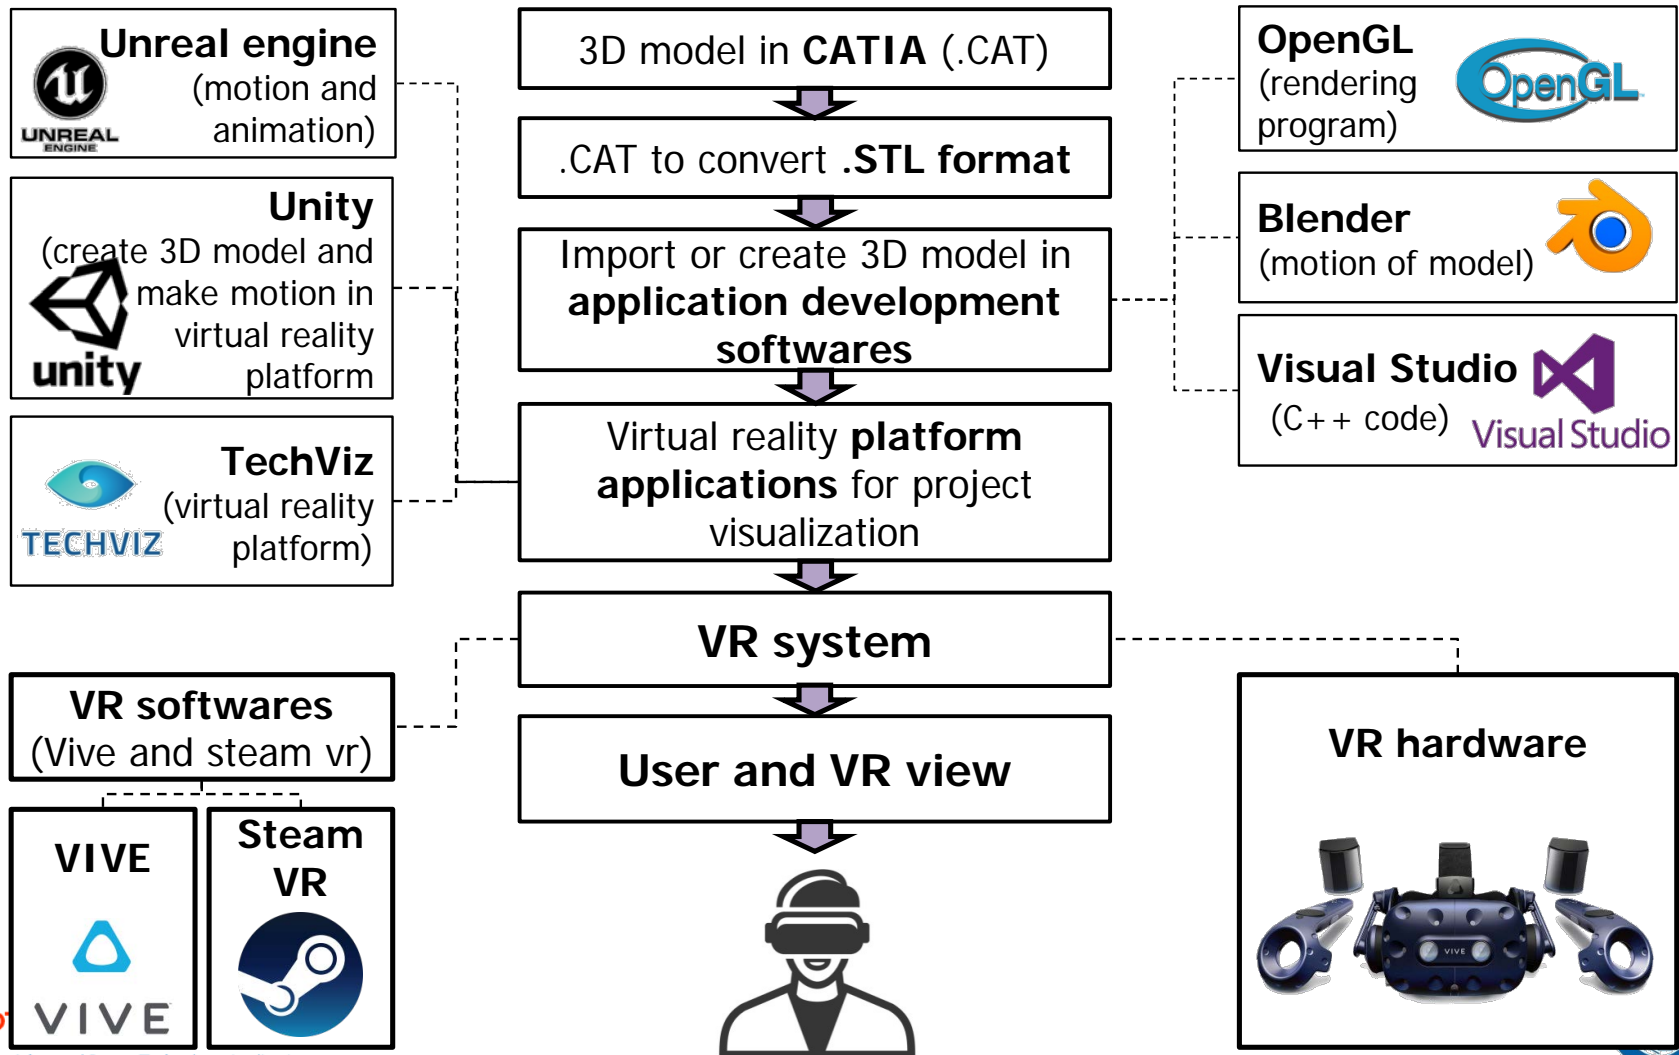 Unreal engine
(motion and
animation)
UNREAL
ENGINE
Unity
(create 3D model and
make motion in
virtual reality
platform
unity
TechViz
(virtual reality
platform)
TECHVIZ
3D model in CATIA (.CAT)
.CAT to convert .STL format
Import or create 3D model in
application development
softwares
Virtual reality platform
applications for project
visualization
VR system
User and VR view
OpenGL
(rendering
program)
OpenGL
Blender
(motion of model)
Visual Studio
(C++ code)
Visual Studio
VR softwares
(Vive and steam vr)
VIVE
VIVE
Steam
VR
VR hardware
VIVE